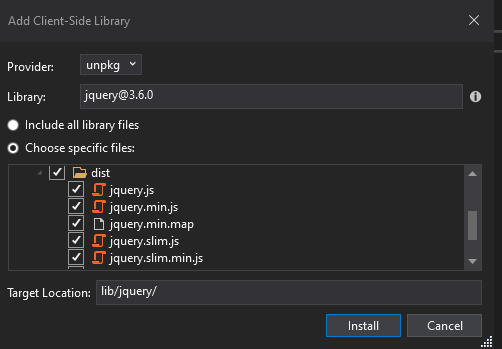 Add Client-Side Library
Provider: unpkg
Library: jquery@3.6.0
Include all library files
Choose specific files:
dist
jquery.js
jquery.min.js
jquery.min.map
jquery.slim.js
jquery.slim.min.js
Target Location: lib/jquery/
Install Cancel